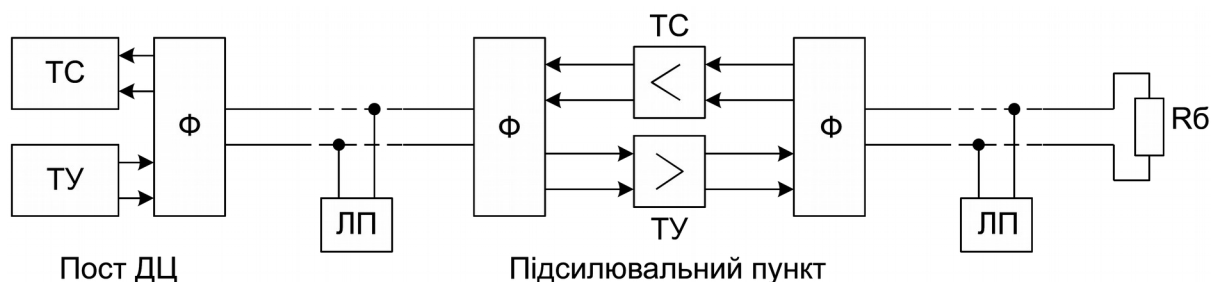 ТС
ТС
Ф
Ф
Ф
Rб
ТУ
ЛП
ТУ
ЛП
Пост ДЦ
Підсилювальний пункт